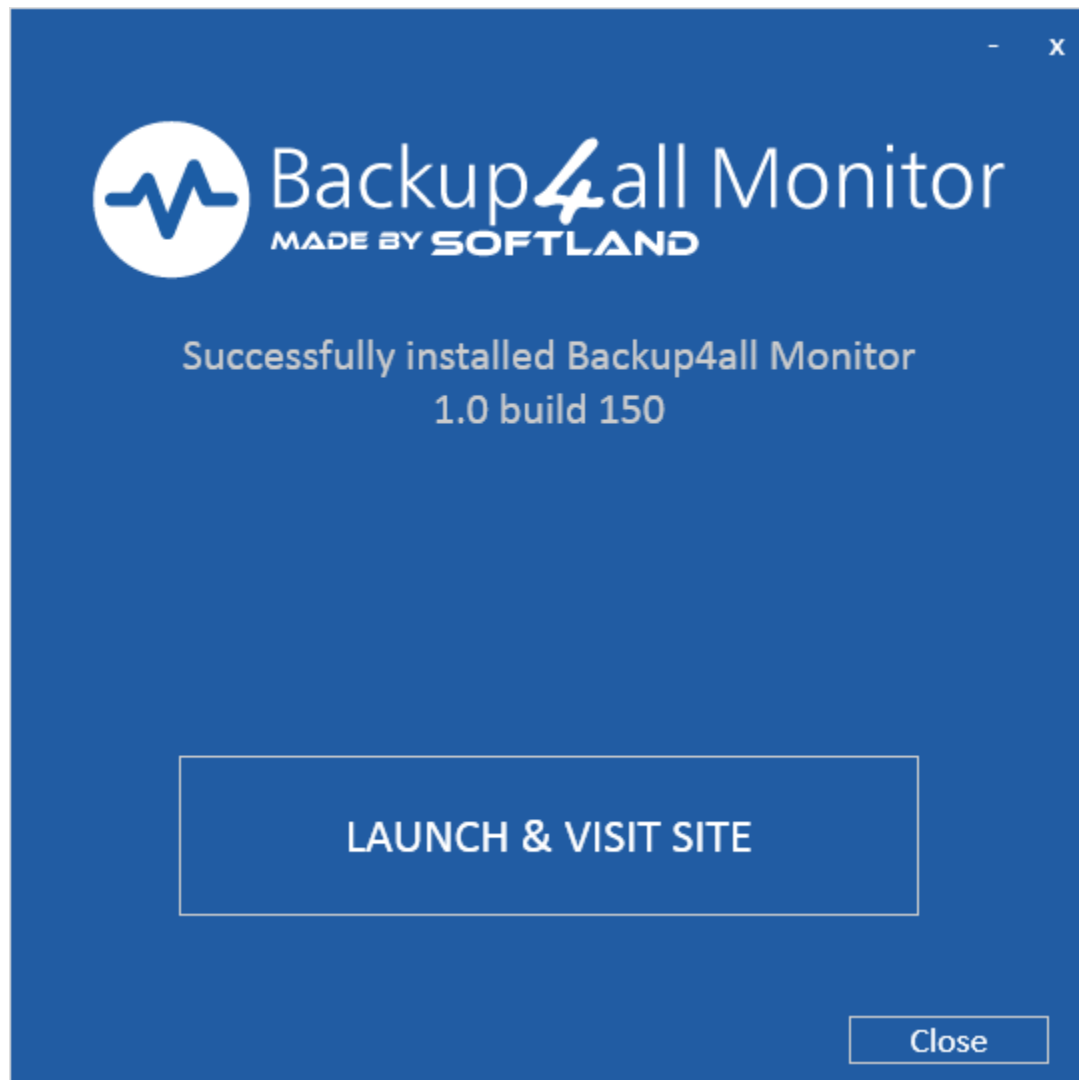 - x
Backup4all Monitor
MADE BY SOFTLAND
Successfully installed Backup4all Monitor
1.0 build 150
LAUNCH & VISIT SITE
Close